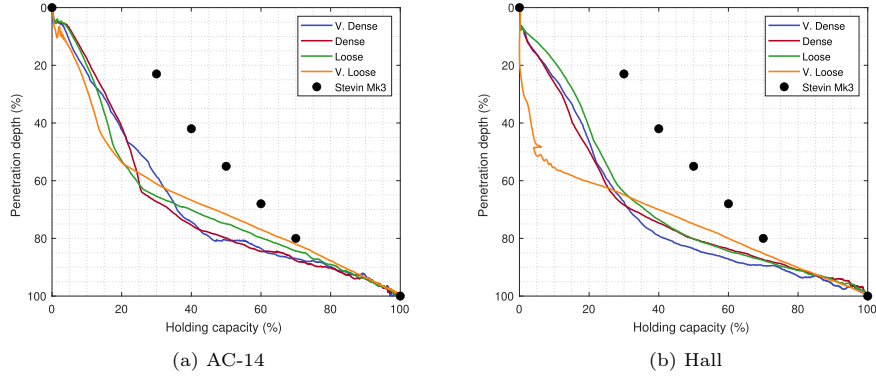 V. Dense
Dense
Loose
V. Loose
Stevin Mk3
Penetration depth (%)
0
20
40
60
80
100
0 20 40 60 80 100
Holding capacity (%)
(a) AC-14
V. Dense
Dense
Loose
V. Loose
Stevin Mk3
Penetration depth (%)
0
20
40
60
80
100
0 20 40 60 80 100
Holding capacity (%)
(b) Hall